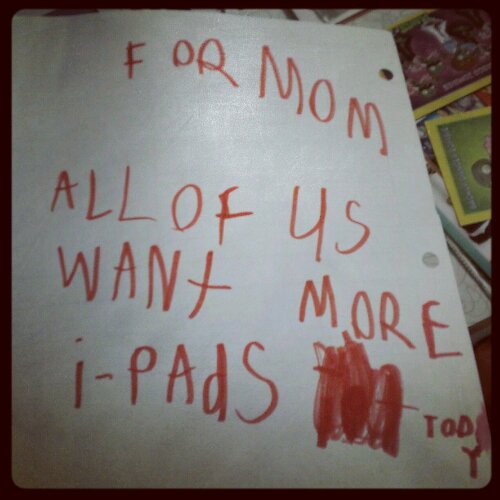 FOR MOM
ALL OF US
WANT MORE
i-PAdS
TOD
Y